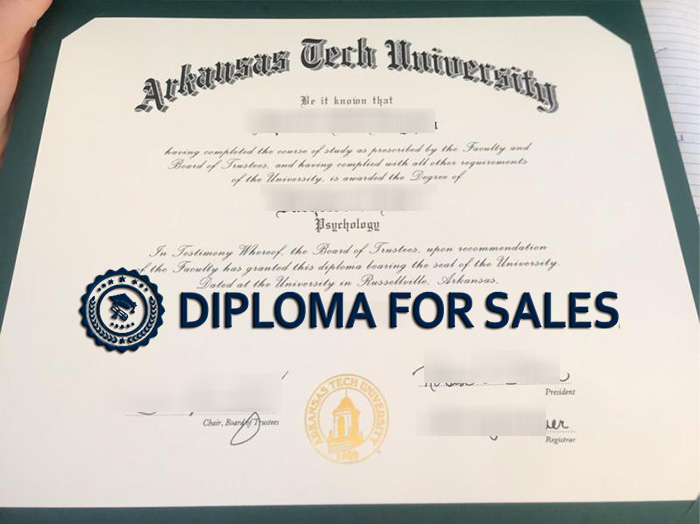 Arkansas Tech University
Be it known that
having completed the course of study as prescribed by the Faculty and
Board of Trustees, and having complied with all other requirements
of the University, is awarded the Degree of
Psychology
In Testimony Whereof, the Board of Trustees, upon recommendation
of the Faculty has granted this diploma bearing the seal of the University.
Dated at the University in Russellville, Arkansas,
DIPLOMA FOR SALES
President
Chair, Board of Trustees
Registrar
ARKANSAS TECH UNIVERSITY